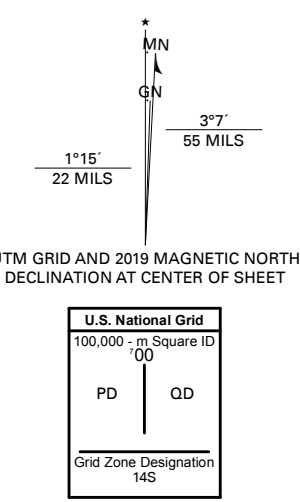 ★
MN
GN
3°7´
55 MILS
1°15´
22 MILS
UTM GRID AND 2019 MAGNETIC NORTH
DECLINATION AT CENTER OF SHEET
U.S. National Grid
100,000 - m Square ID
⁷00
PD QD
Grid Zone Designation
14S